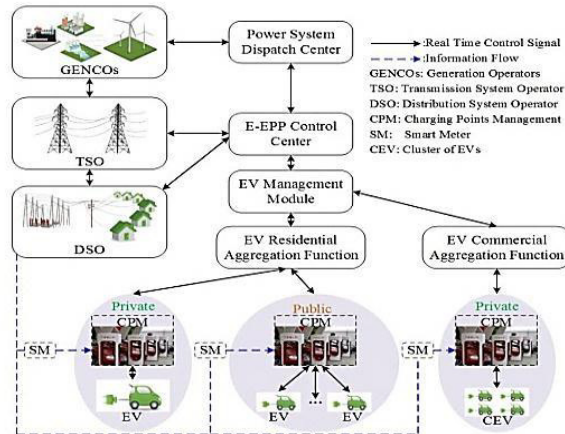 GENCOs
TSO
DSO
Power System
Dispatch Center
E-EPP Control
Center
EV Management
Module
EV Residential
Aggregation Function
EV Commercial
Aggregation Function
:Real Time Control Signal
:Information Flow
GENCOs: Generation Operators
TSO: Transmission System Operator
DSO: Distribution System Operator
CPM: Charging Points Management
SM: Smart Meter
CEV: Cluster of EVs
Private
CPM
SM
EV
Public
CPM
SM
EV
...
EV
Private
CPM
SM
CEV